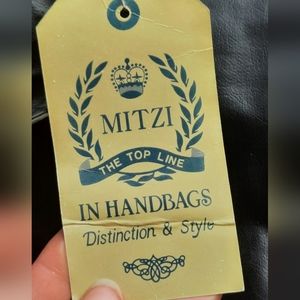 MITZI
THE TOP LINE
IN HANDBAGS
Distinction & Style